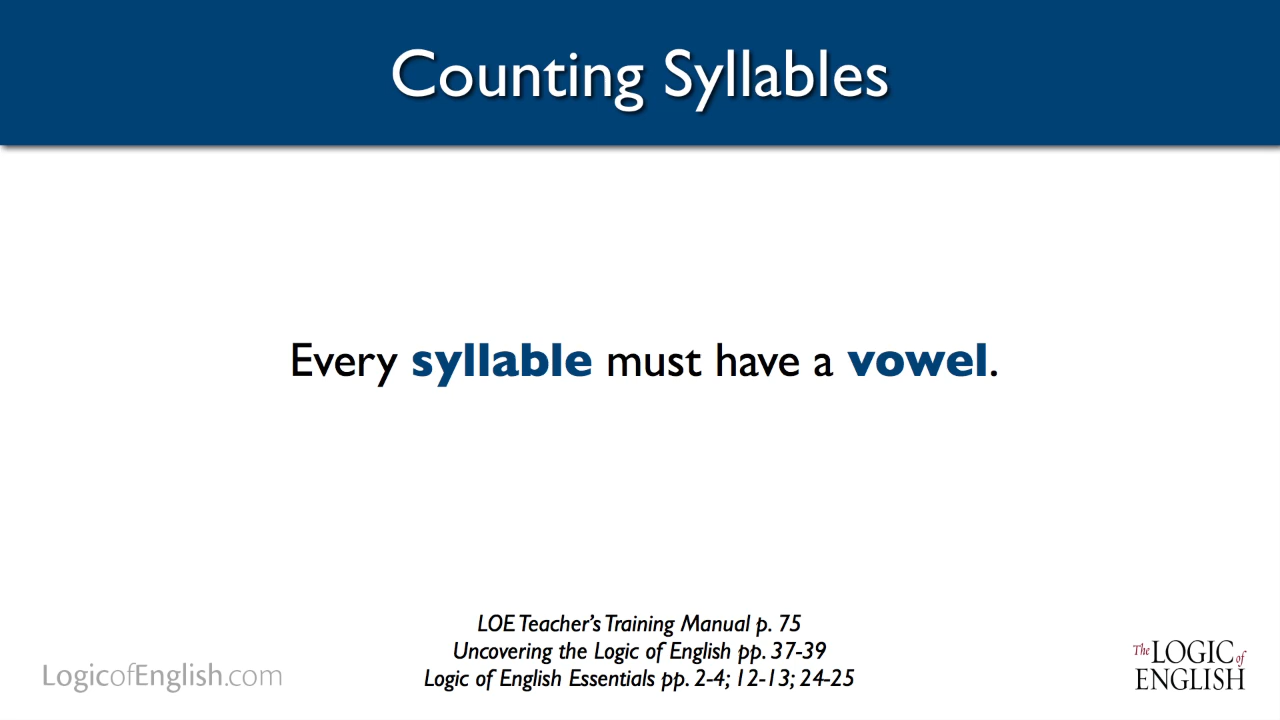 Counting Syllables
Every syllable must have a vowel.
LOE Teacher's Training Manual p. 75
Uncovering the Logic of English pp. 37-39
Logic of English Essentials pp. 2-4; 12-13; 24-25
LogicofEnglish.com
The LOGIC of
ENGLISH